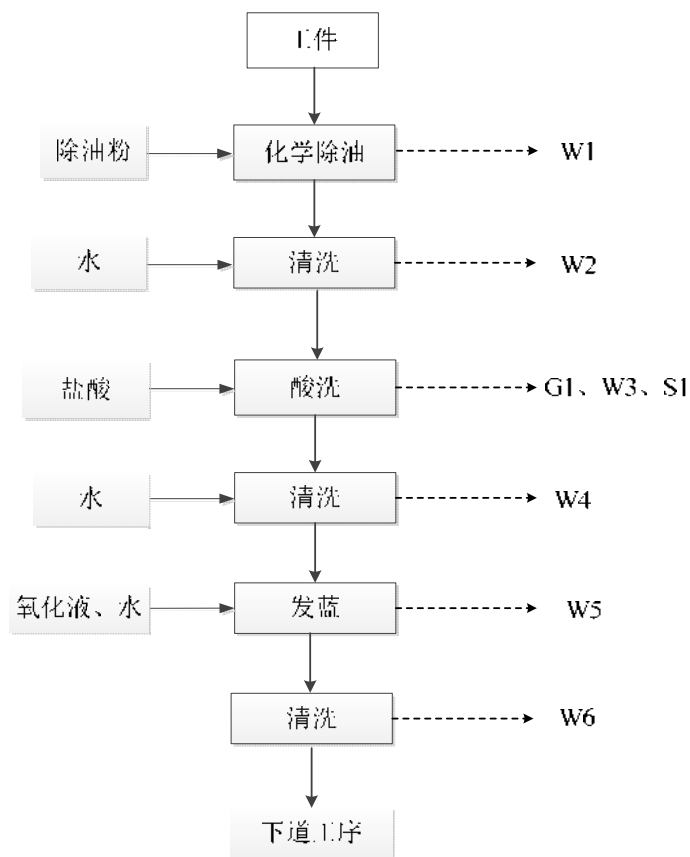 工件
除油粉 化学除油 W1
水 清洗 W2
盐酸 酸洗 G1、W3、S1
水 清洗 W4
氧化液、水 发蓝 W5
清洗 W6
下道工序